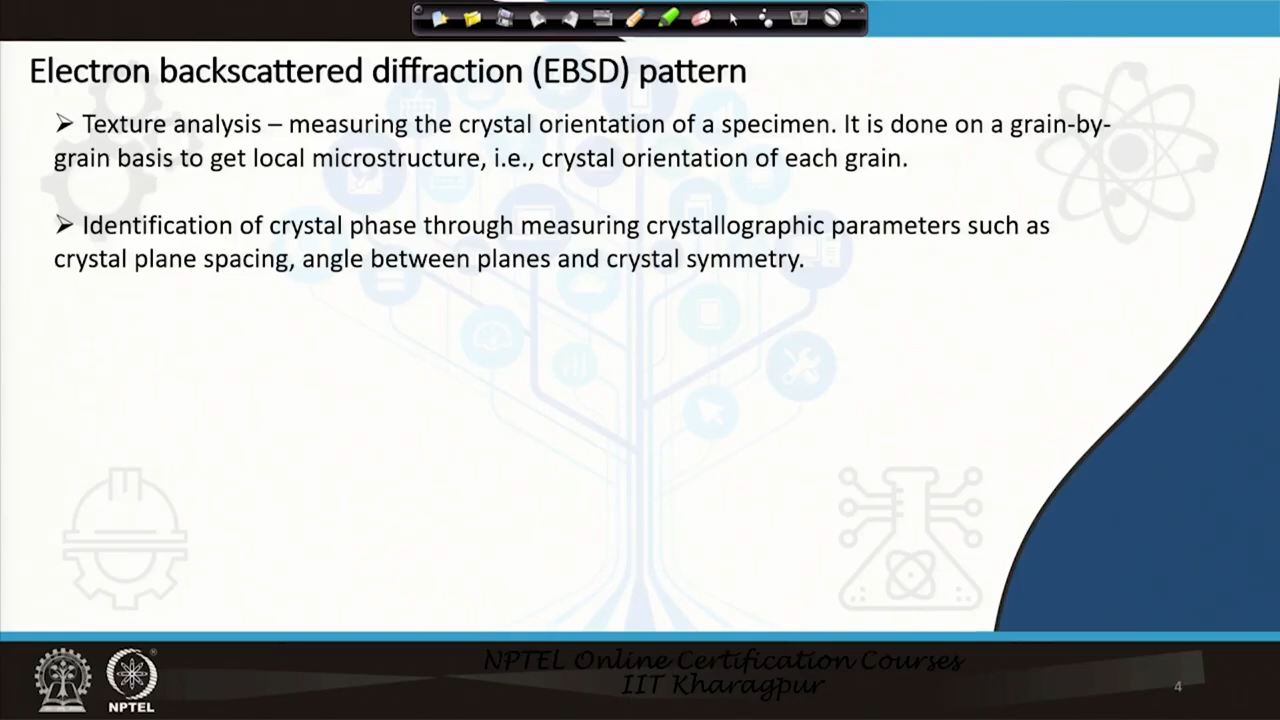 Electron backscattered diffraction (EBSD) pattern
➢ Texture analysis – measuring the crystal orientation of a specimen. It is done on a grain-by-
grain basis to get local microstructure, i.e., crystal orientation of each grain.
➢ Identification of crystal phase through measuring crystallographic parameters such as
crystal plane spacing, angle between planes and crystal symmetry.
NPTEL Online Certification Courses
IIT Kharagpur
NPTEL
4